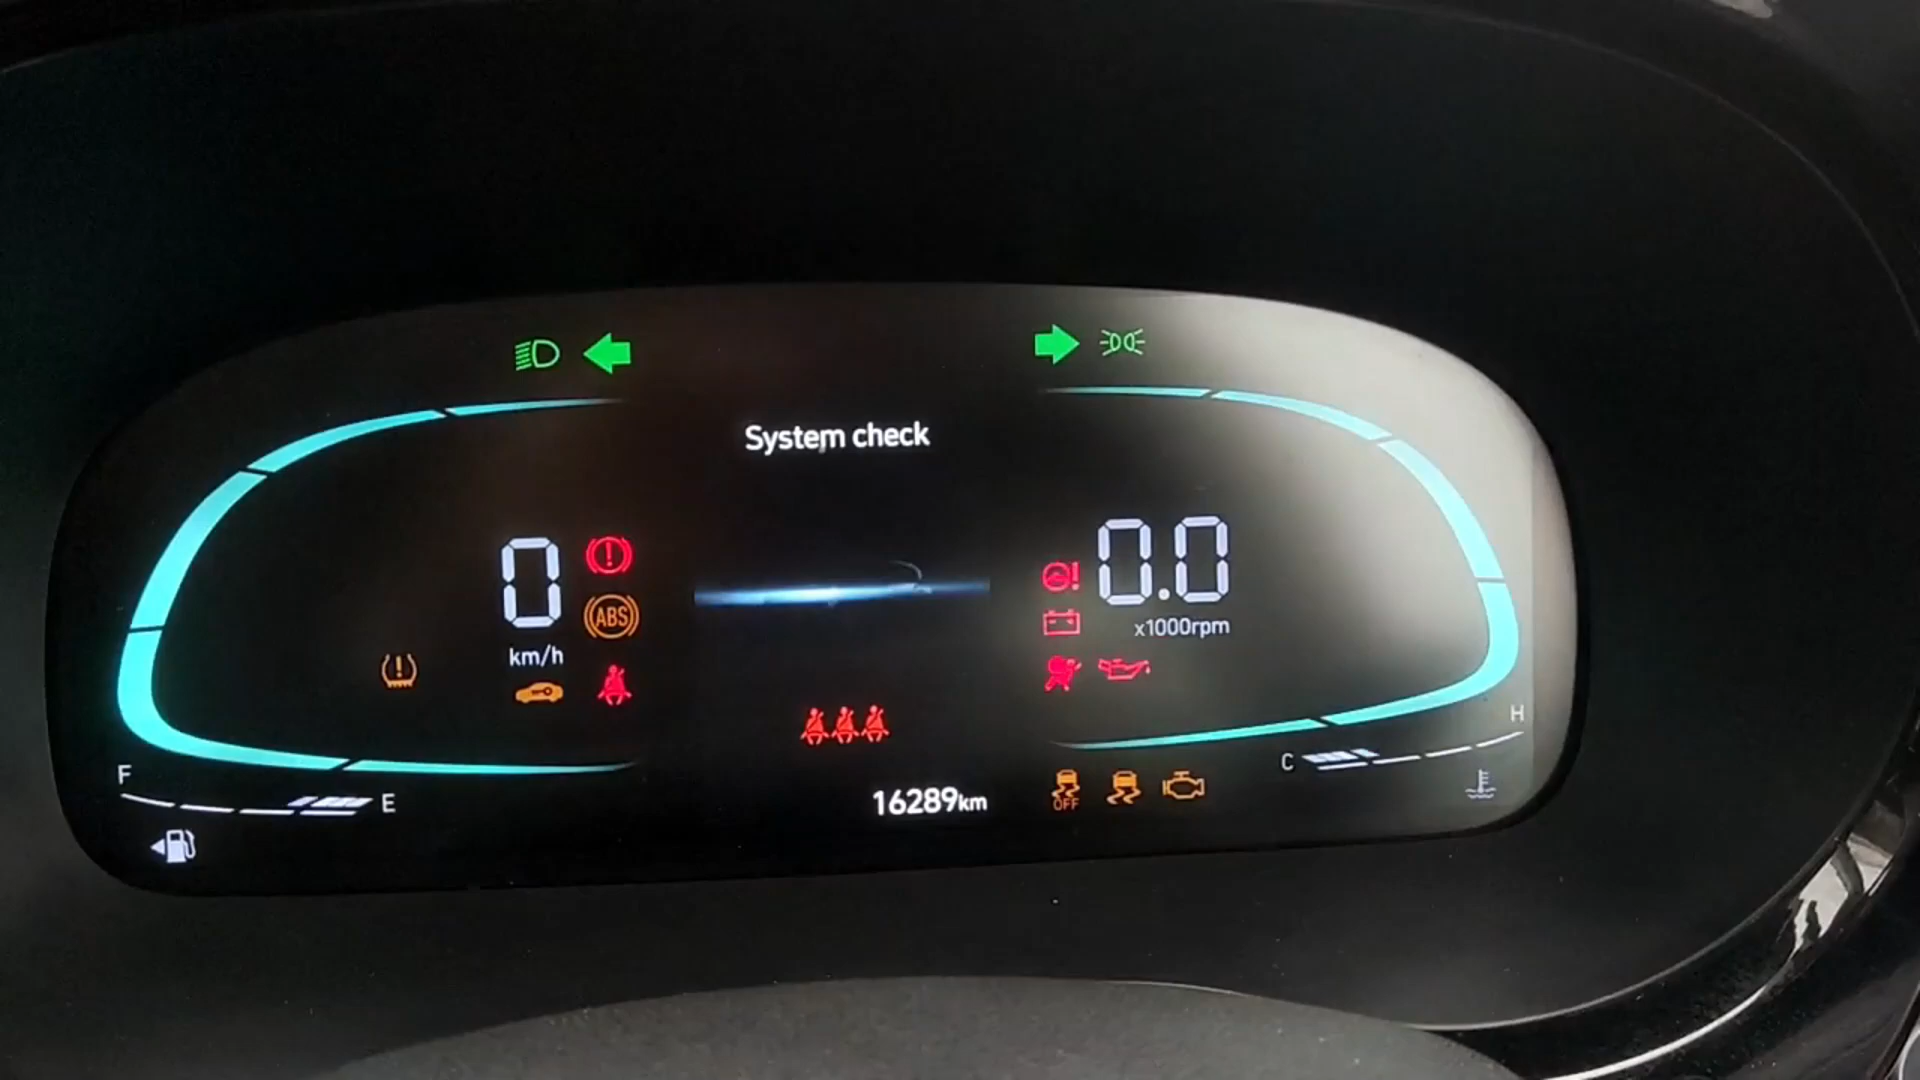 System check
0
km/h
ABS
0.0
x1000rpm
F
E
16289km
OFF
C
H